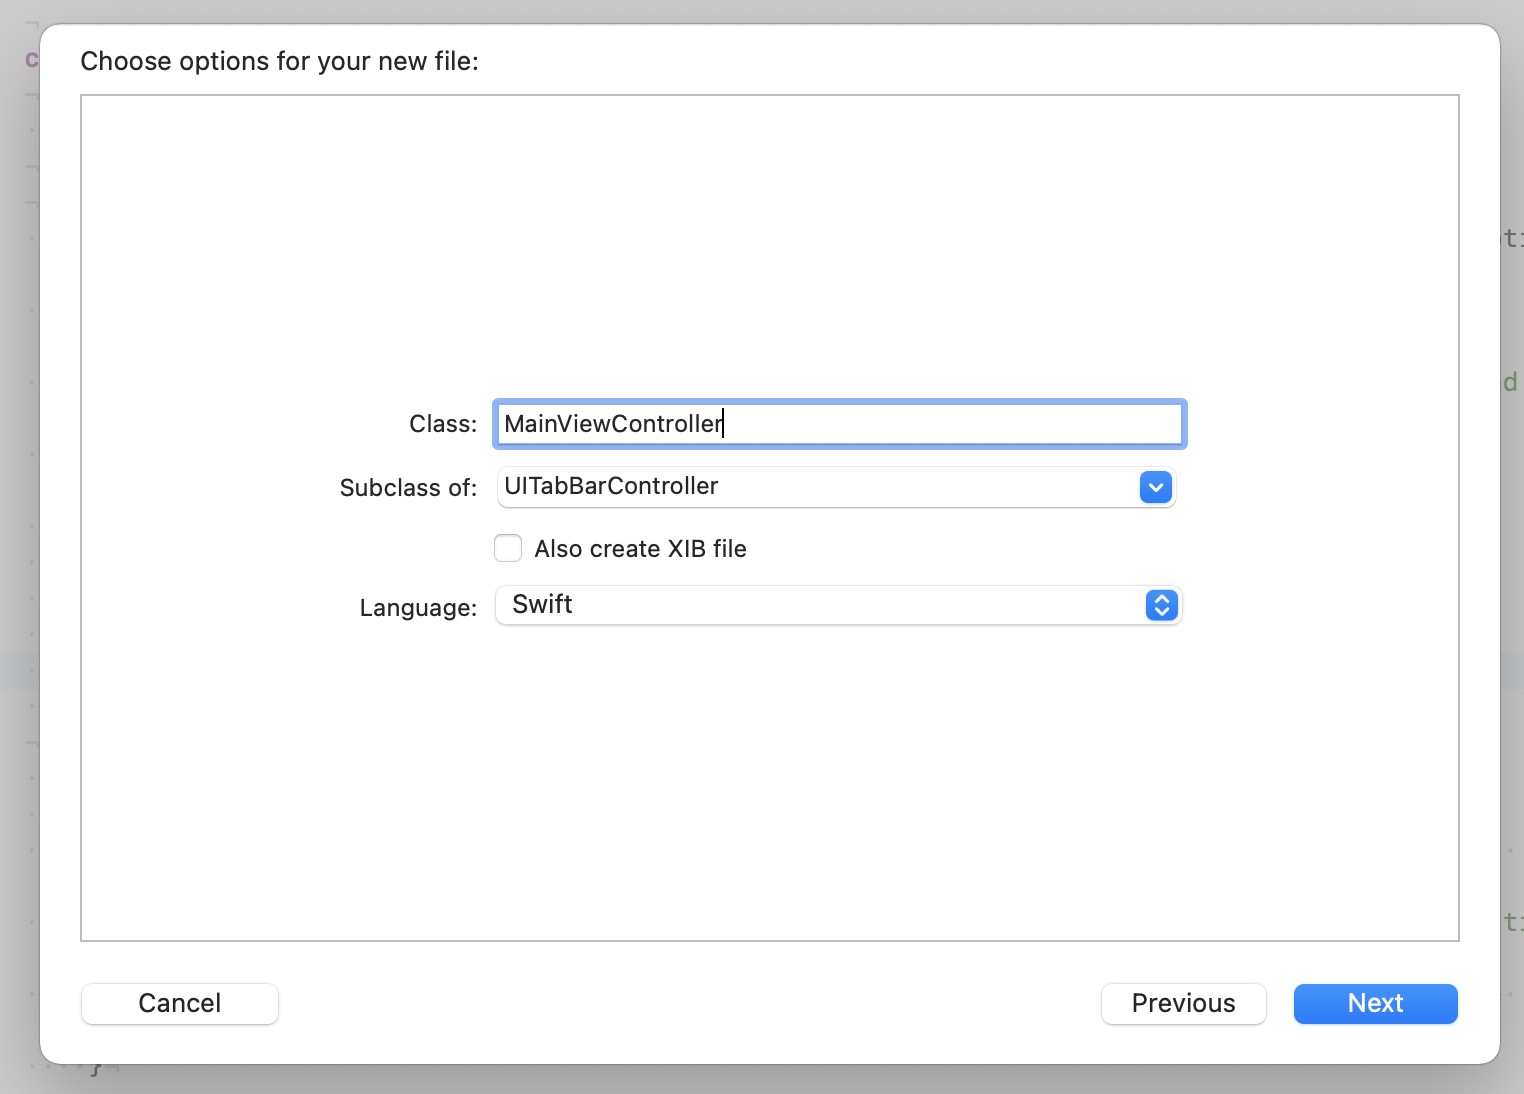 Choose options for your new file:
Class: MainViewController
Subclass of: UITabBarController
Also create XIB file
Language: Swift
Cancel Previous Next
}